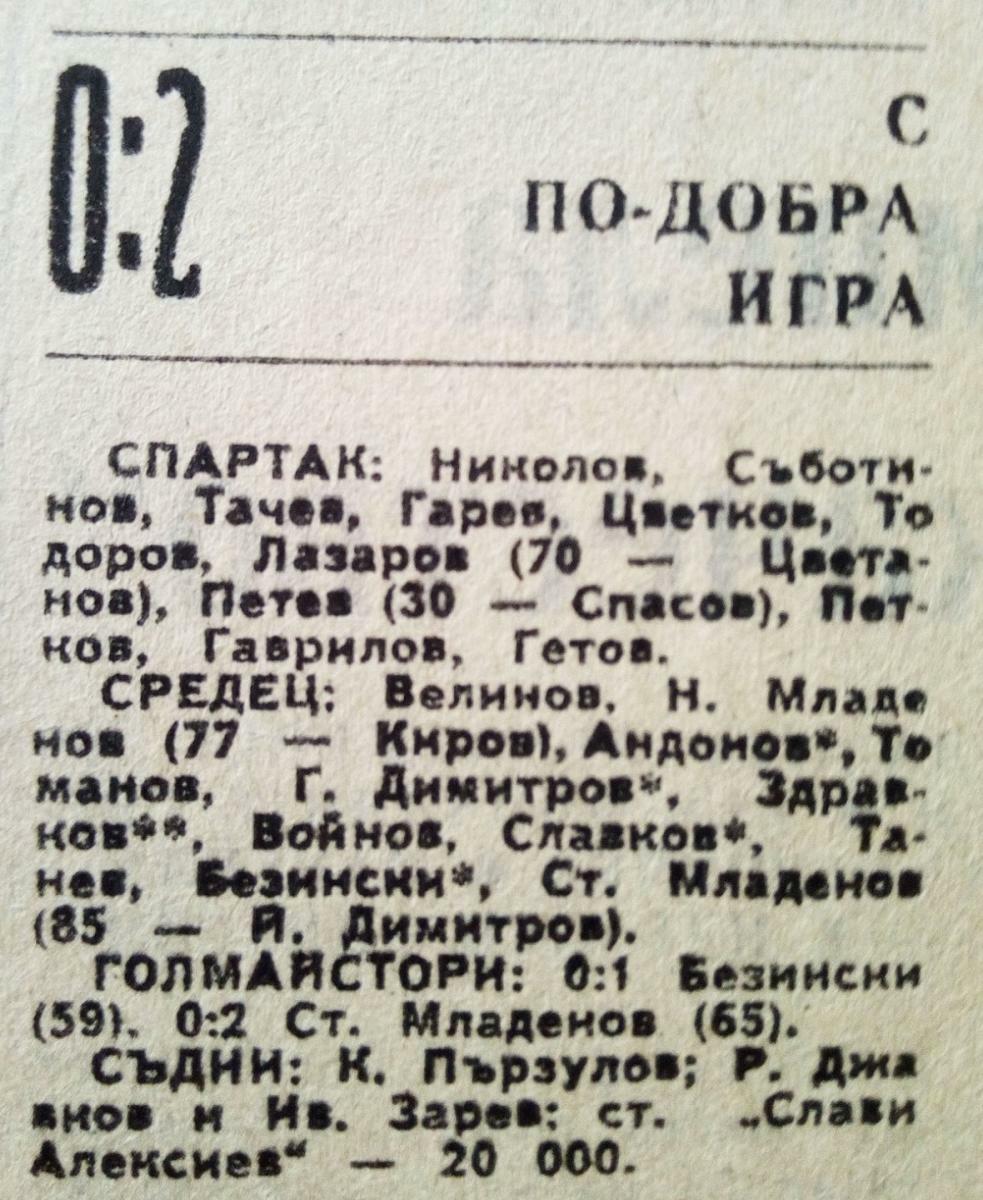 0:2
С
ПО-ДОБРА
ИГРА
СПАРТАК: Николов, Съботи-
нов, Тачев, Гарев, Цветков, То
доров, Лазаров (70 — Цвета-
нов), Петев (30 — Спасов), Пет-
ков, Гаврилов, Гетов.
СРЕДЕЦ: Велинов, Н. Младе
нов (77 — Киров), Андонов*, То
манов, Г. Димитров*, Здрав-
ков**, Войнов, Славков*, Та-
нев, Безински*, Ст. Младенов
(85 — Й. Димитров).
ГОЛМАЙСТОРИ: 0:1 Безински
(59), 0:2 Ст. Младенов (65).
СЪДИИ: К. Пързулов; Р. Джа
внов и Ив. Зарев; ст. „Слави
Алексиев“ — 20 000.